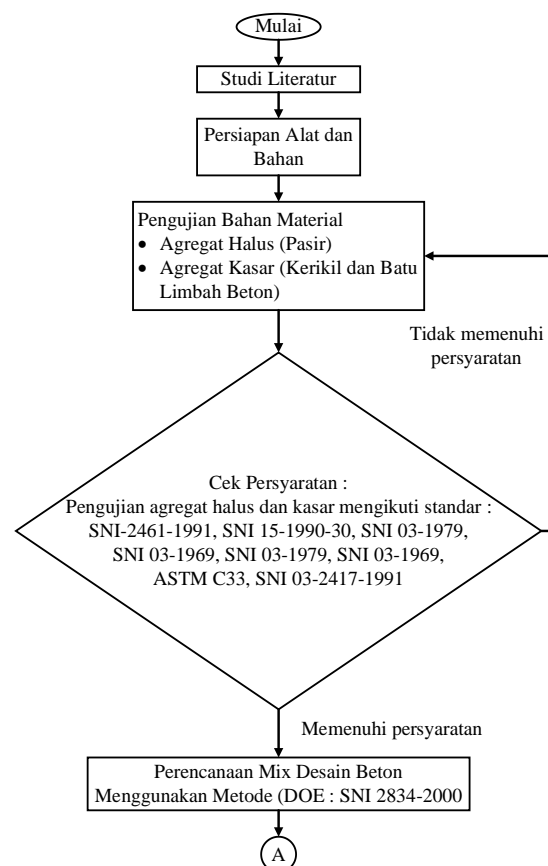 Mulai
Studi Literatur
Persiapan Alat dan
Bahan
Pengujian Bahan Material
• Agregat Halus (Pasir)
• Agregat Kasar (Kerikil dan Batu
Limbah Beton)
Tidak memenuhi
persyaratan
Cek Persyaratan :
Pengujian agregat halus dan kasar mengikuti standar :
SNI-2461-1991, SNI 15-1990-30, SNI 03-1979,
SNI 03-1969, SNI 03-1979, SNI 03-1969,
ASTM C33, SNI 03-2417-1991
Memenuhi persyaratan
Perencanaan Mix Desain Beton
Menggunakan Metode (DOE : SNI 2834-2000
A